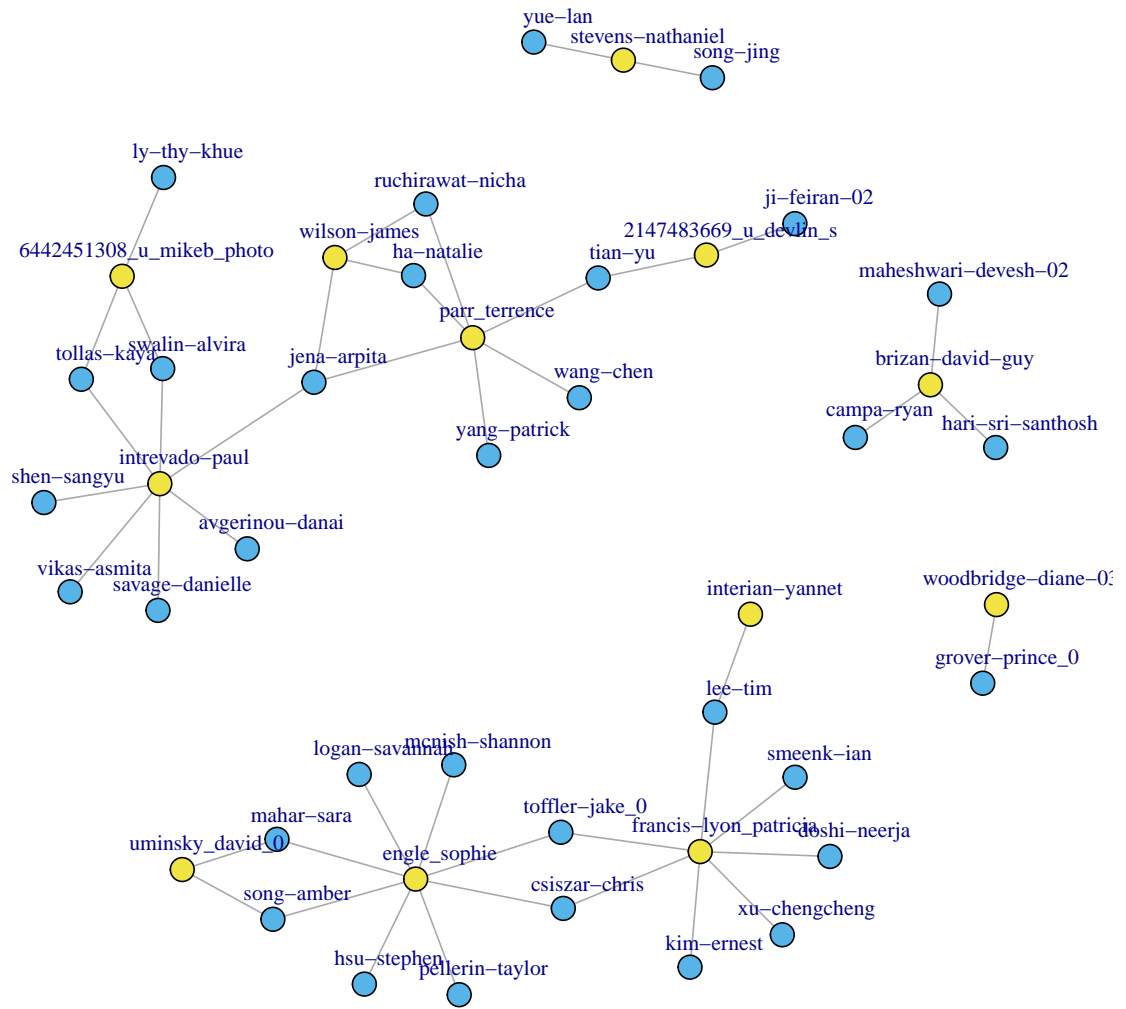 yue−lan
stevens−nathaniel
song−jing
ly−thy−khue
ruchirawat−nicha
ji−feiran−02
wilson−james
2147483669_u_devlin_s
6442451308_u_mikeb_photo
ha−natalie
tian−yu
maheshwari−devesh−02
parr_terrence
swalin−alvira
tollas−kaya
jena−arpita
brizan−david−guy
wang−chen
campa−ryan
hari−sri−santhosh
yang−patrick
intrevado−paul
shen−sangyu
avgerinou−danai
vikas−asmita
savage−danielle
interian−yannet
woodbridge−diane−03
grover−prince_0
lee−tim
mcnish−shannon
logan−savannah
smeenk−ian
mahar−sara
toffler−jake_0
francis−lyon_patricia
doshi−neerja
uminsky_david_0
engle_sophie
song−amber
csiszar−chris
xu−chengcheng
kim−ernest
hsu−stephen
pellerin−taylor